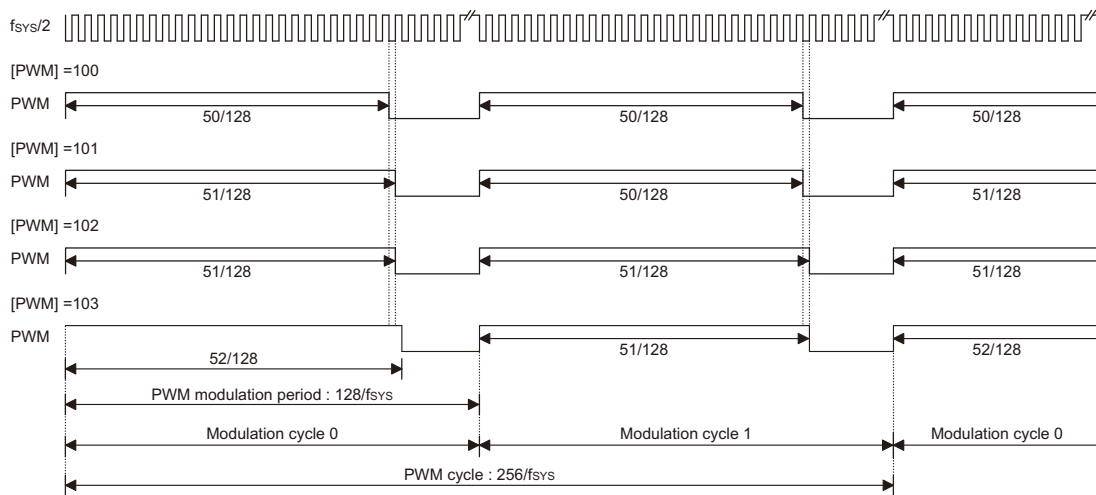 fSYS/2
[PWM] =100
PWM
50/128 50/128 50/128
[PWM] =101
PWM
51/128 50/128 51/128
[PWM] =102
PWM
51/128 51/128 51/128
[PWM] =103
PWM
52/128 51/128 52/128
PWM modulation period : 128/fSYS
Modulation cycle 0 Modulation cycle 1 Modulation cycle 0
PWM cycle : 256/fSYS